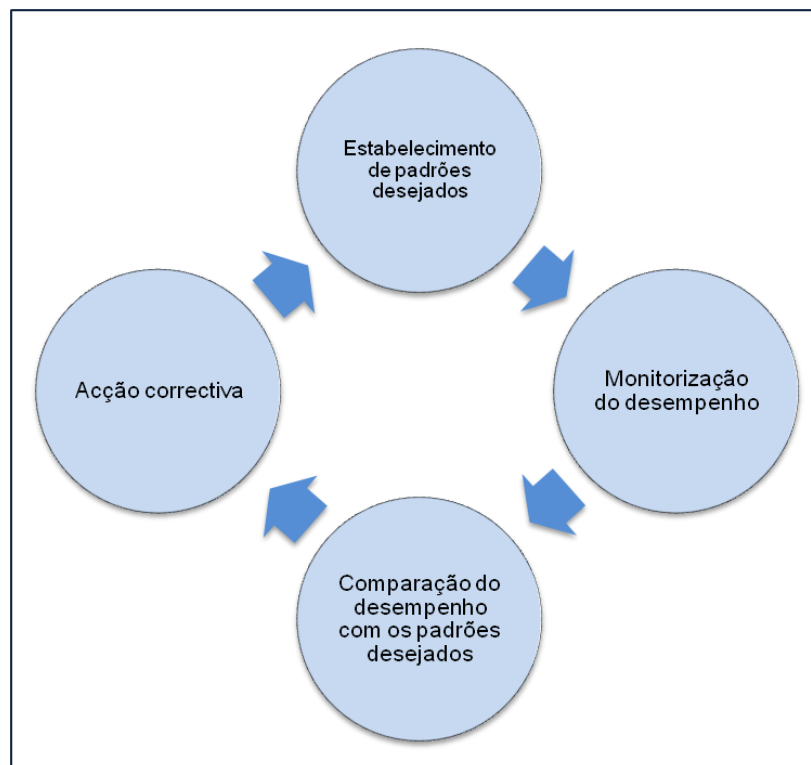 Estabelecimento
de padrões
desejados
Monitorização
do desempenho
Comparação do
desempenho
com os padrões
desejados
Acção correctiva